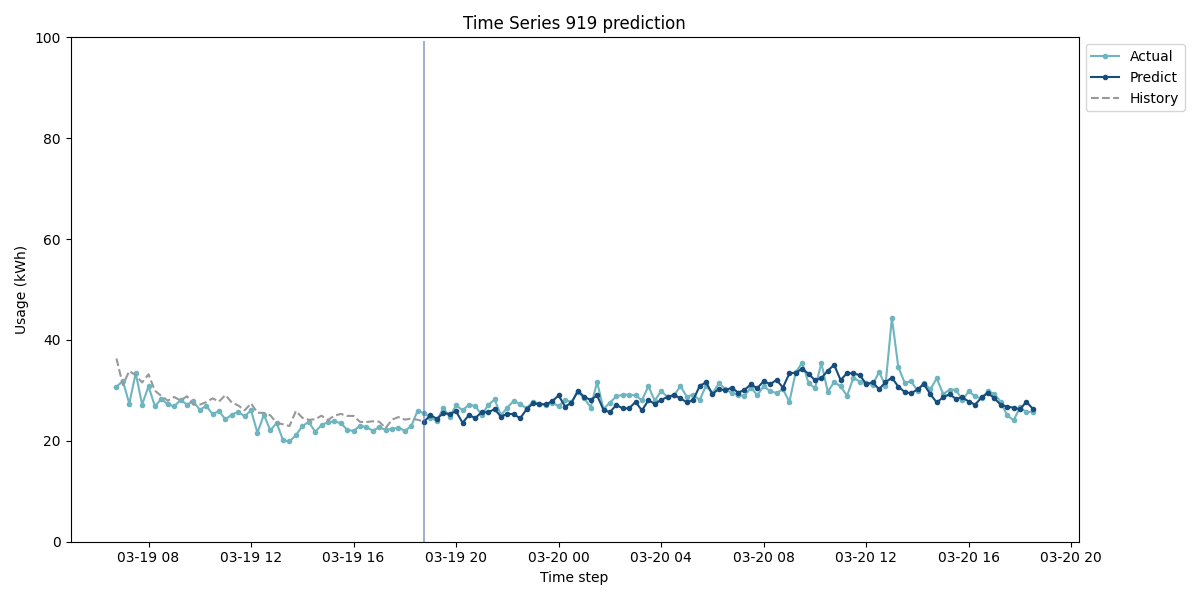 Time Series 919 prediction
Usage (kWh)
100
80
60
40
20
0
03-19 08
03-19 12
03-19 16
03-19 20
03-20 00
03-20 04
03-20 08
03-20 12
03-20 16
03-20 20
Time step
Actual
Predict
History